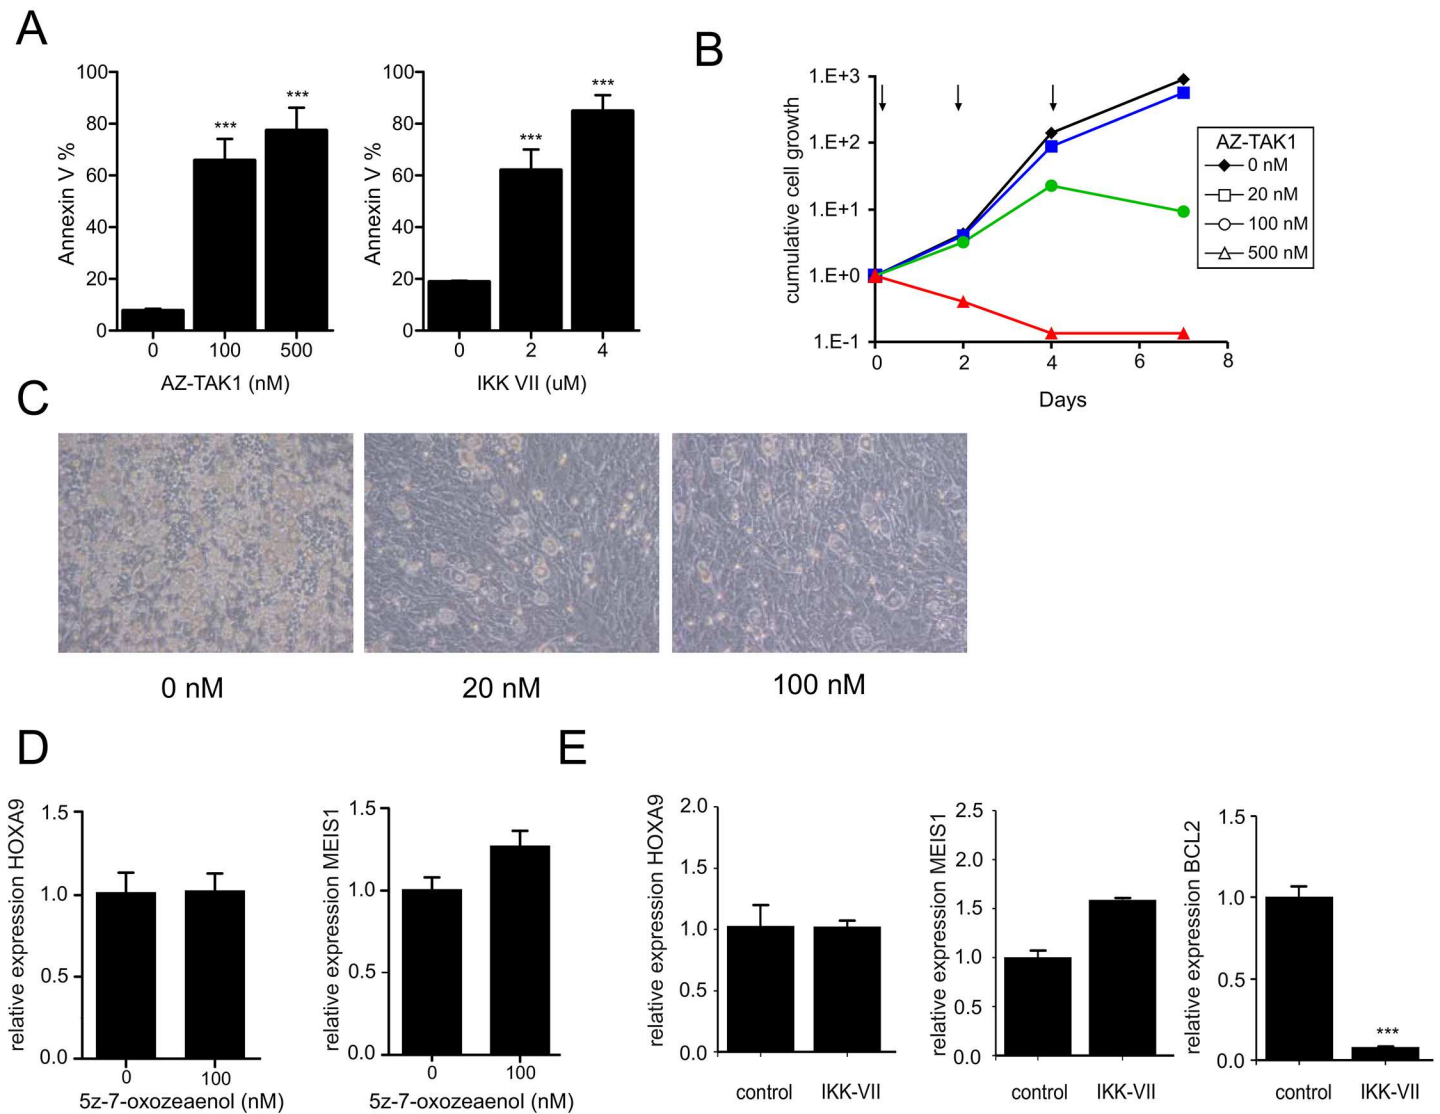 A
Annexin V %
100
80
60
40
20
0
***
***
0
100
500
AZ-TAK1 (nM)
Annexin V %
100
80
60
40
20
0
***
***
0
2
4
IKK VII (uM)
B
cumulative cell growth
1.E+3
1.E+2
1.E+1
1.E+0
1.E-1
0
2
4
6
8
Days
AZ-TAK1
0 nM
20 nM
100 nM
500 nM
C
0 nM
20 nM
100 nM
D
relative expression HOXA9
1.5
1.0
0.5
0.0
0
100
5z-7-oxozeaenol (nM)
relative expression MEIS1
1.5
1.0
0.5
0.0
0
100
5z-7-oxozeaenol (nM)
E
relative expression HOXA9
2.0
1.5
1.0
0.5
0.0
control
IKK-VII
relative expression MEIS1
2.5
2.0
1.5
1.0
0.5
0.0
control
IKK-VII
relative expression BCL2
1.5
1.0
0.5
0.0
***
control
IKK-VII